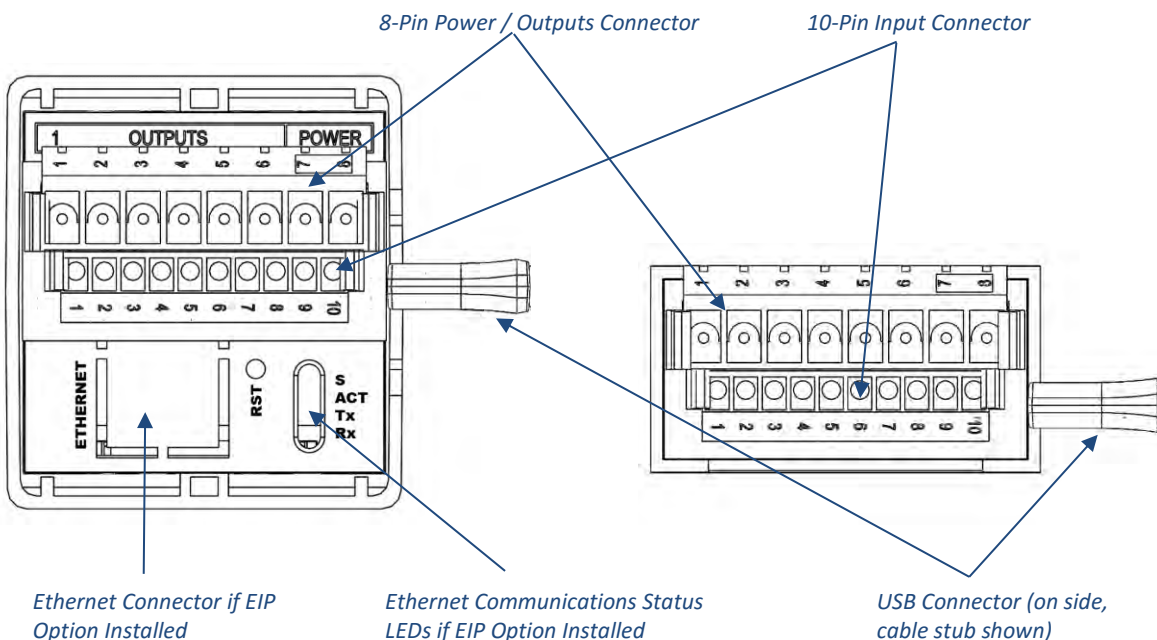 8-Pin Power / Outputs Connector
10-Pin Input Connector
1 OUTPUTS POWER
1 2 3 4 5 6 7 8
1 2 3 4 5 6 7 8 9 10
ETHERNET
RST
S
ACT
Tx
Rx
1 2 3 4 5 6 7 8
1 2 3 4 5 6 7 8 9 10
Ethernet Connector if EIP
Option Installed
Ethernet Communications Status
LEDs if EIP Option Installed
USB Connector (on side,
cable stub shown)